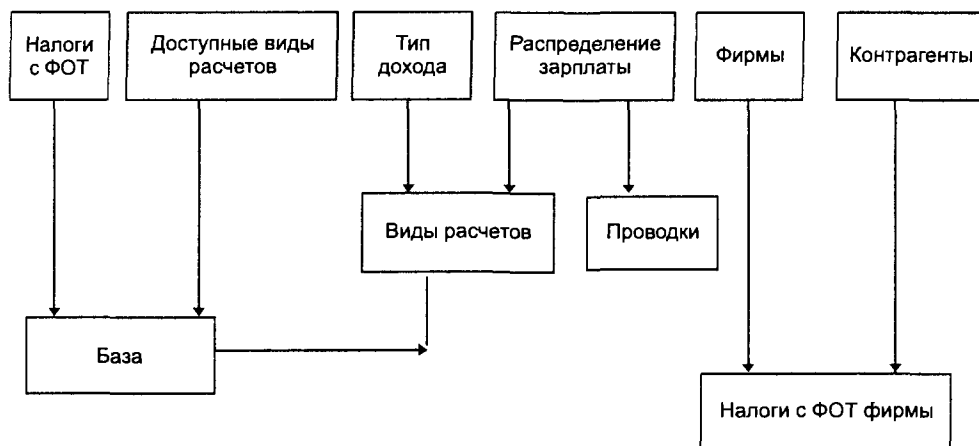 Налоги
с ФОТ
Доступные виды
расчетов
Тип
дохода
Распределение
зарплаты
Фирмы
Контрагенты
Виды расчетов
Проводки
База
Налоги с ФОТ фирмы